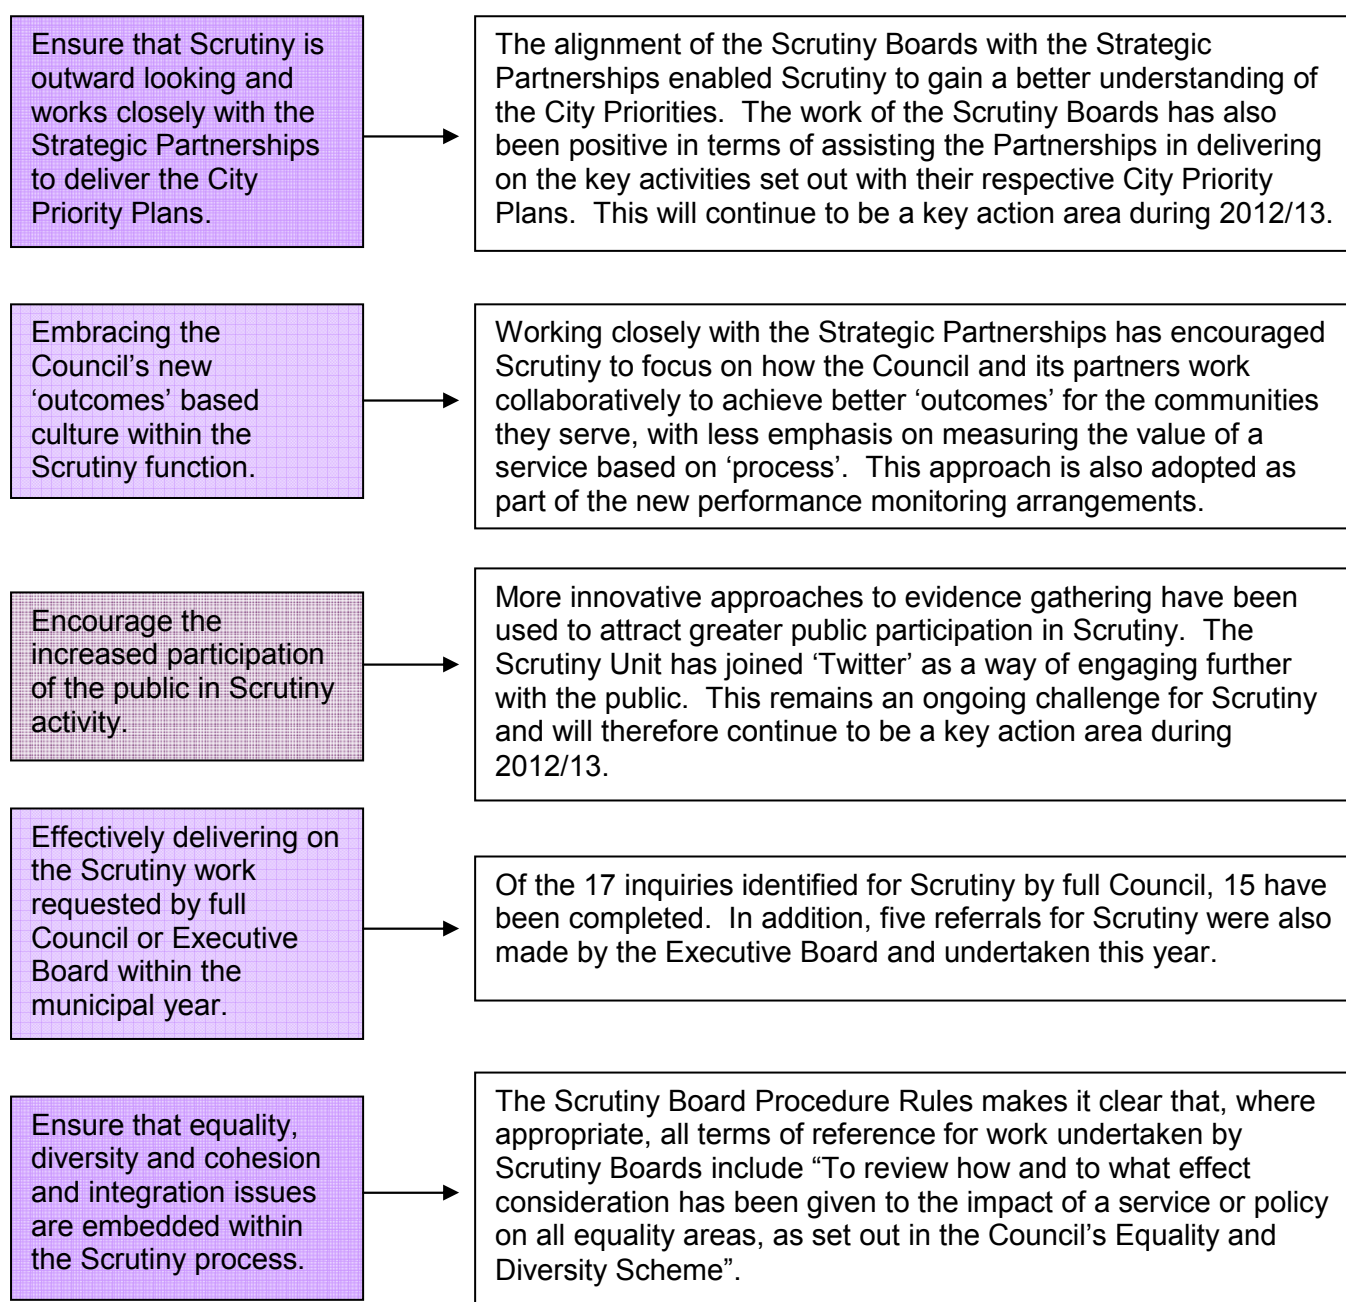 Ensure that Scrutiny is
outward looking and
works closely with the
Strategic Partnerships
to deliver the City
Priority Plans.
The alignment of the Scrutiny Boards with the Strategic
Partnerships enabled Scrutiny to gain a better understanding of
the City Priorities.  The work of the Scrutiny Boards has also
been positive in terms of assisting the Partnerships in delivering
on the key activities set out with their respective City Priority
Plans.  This will continue to be a key action area during 2012/13.
Embracing the
Council’s new
‘outcomes’ based
culture within the
Scrutiny function.
Working closely with the Strategic Partnerships has encouraged
Scrutiny to focus on how the Council and its partners work
collaboratively to achieve better ‘outcomes’ for the communities
they serve, with less emphasis on measuring the value of a
service based on ‘process’.  This approach is also adopted as
part of the new performance monitoring arrangements.
Encourage the
increased participation
of the public in Scrutiny
activity.
More innovative approaches to evidence gathering have been
used to attract greater public participation in Scrutiny.  The
Scrutiny Unit has joined ‘Twitter’ as a way of engaging further
with the public.  This remains an ongoing challenge for Scrutiny
and will therefore continue to be a key action area during
2012/13.
Effectively delivering on
the Scrutiny work
requested by full
Council or Executive
Board within the
municipal year.
Of the 17 inquiries identified for Scrutiny by full Council, 15 have
been completed.  In addition, five referrals for Scrutiny were also
made by the Executive Board and undertaken this year.
Ensure that equality,
diversity and cohesion
and integration issues
are embedded within
the Scrutiny process.
The Scrutiny Board Procedure Rules makes it clear that, where
appropriate, all terms of reference for work undertaken by
Scrutiny Boards include “To review how and to what effect
consideration has been given to the impact of a service or policy
on all equality areas, as set out in the Council’s Equality and
Diversity Scheme”.